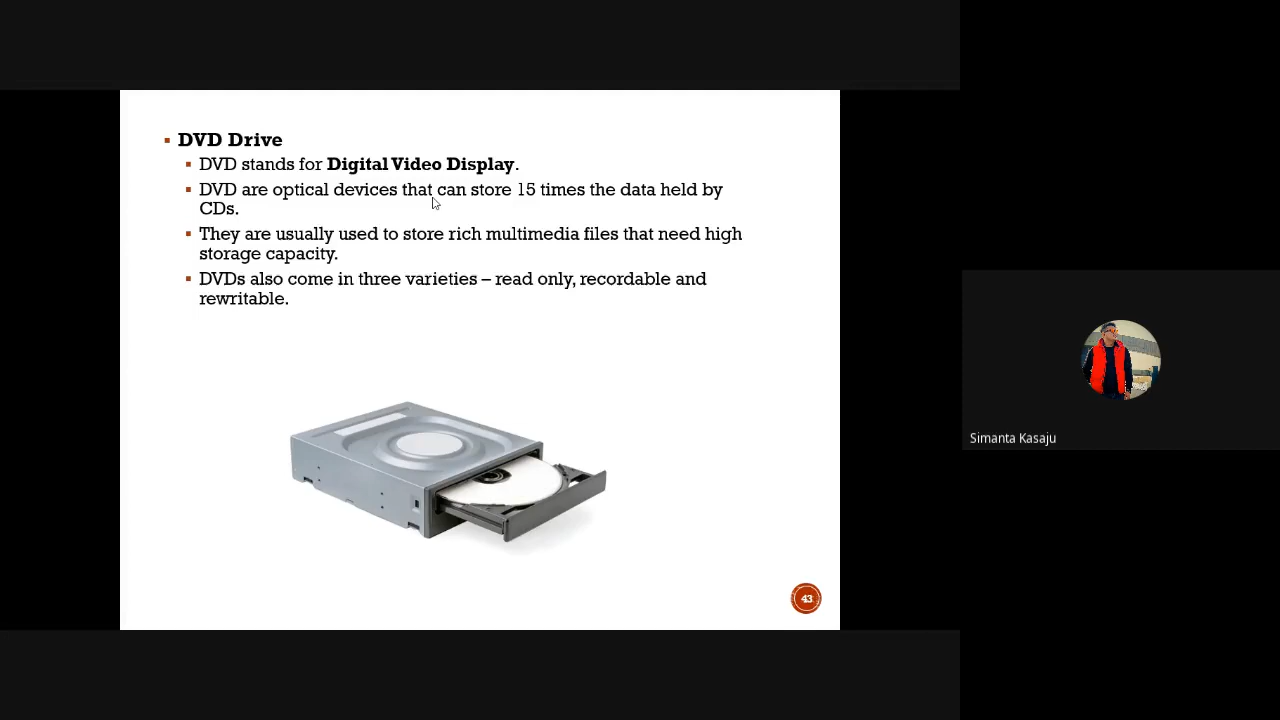 DVD Drive
DVD stands for Digital Video Display.
DVD are optical devices that can store 15 times the data held by
CDs.
They are usually used to store rich multimedia files that need high
storage capacity.
DVDs also come in three varieties – read only, recordable and
rewritable.
43
Simanta Kasaju